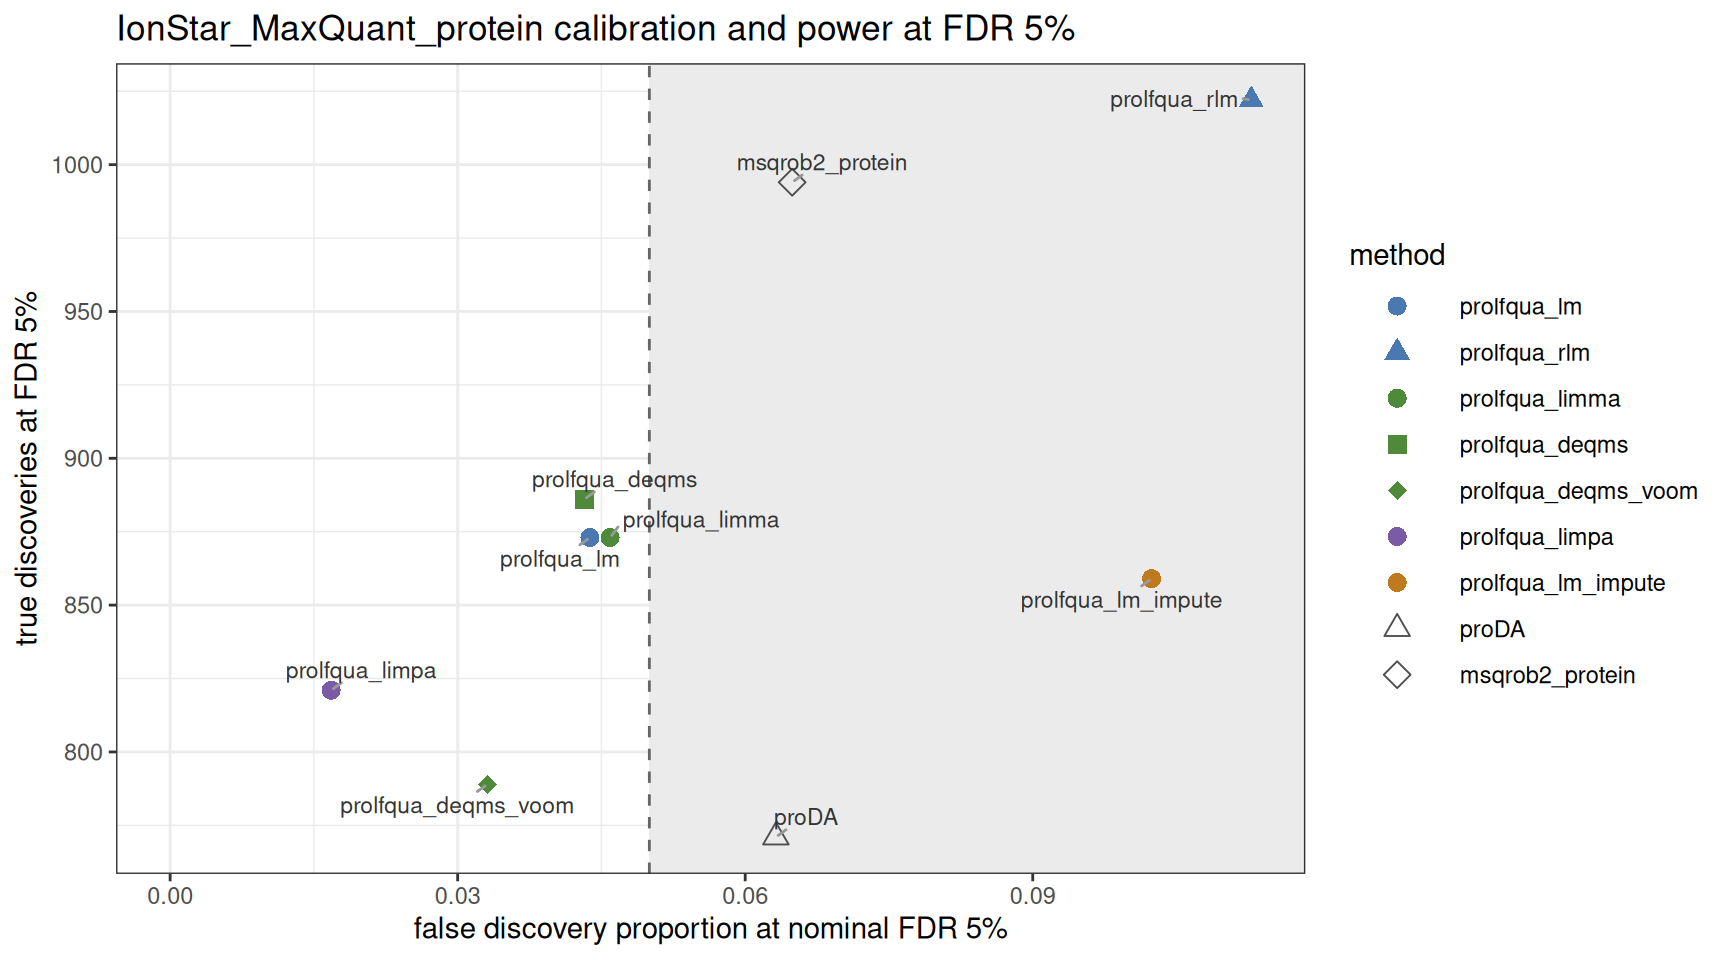 IonStar_MaxQuant_protein calibration and power at FDR 5%
true discoveries at FDR 5%
1000
950
900
850
800
prolfqua_rlm
msqrob2_protein
prolfqua_deqms
prolfqua_limma
prolfqua_lm
prolfqua_lm_impute
prolfqua_limpa
prolfqua_deqms_voom
proDA
0.00
0.03
0.06
0.09
false discovery proportion at nominal FDR 5%
method
prolfqua_lm
prolfqua_rlm
prolfqua_limma
prolfqua_deqms
prolfqua_deqms_voom
prolfqua_limpa
prolfqua_lm_impute
proDA
msqrob2_protein